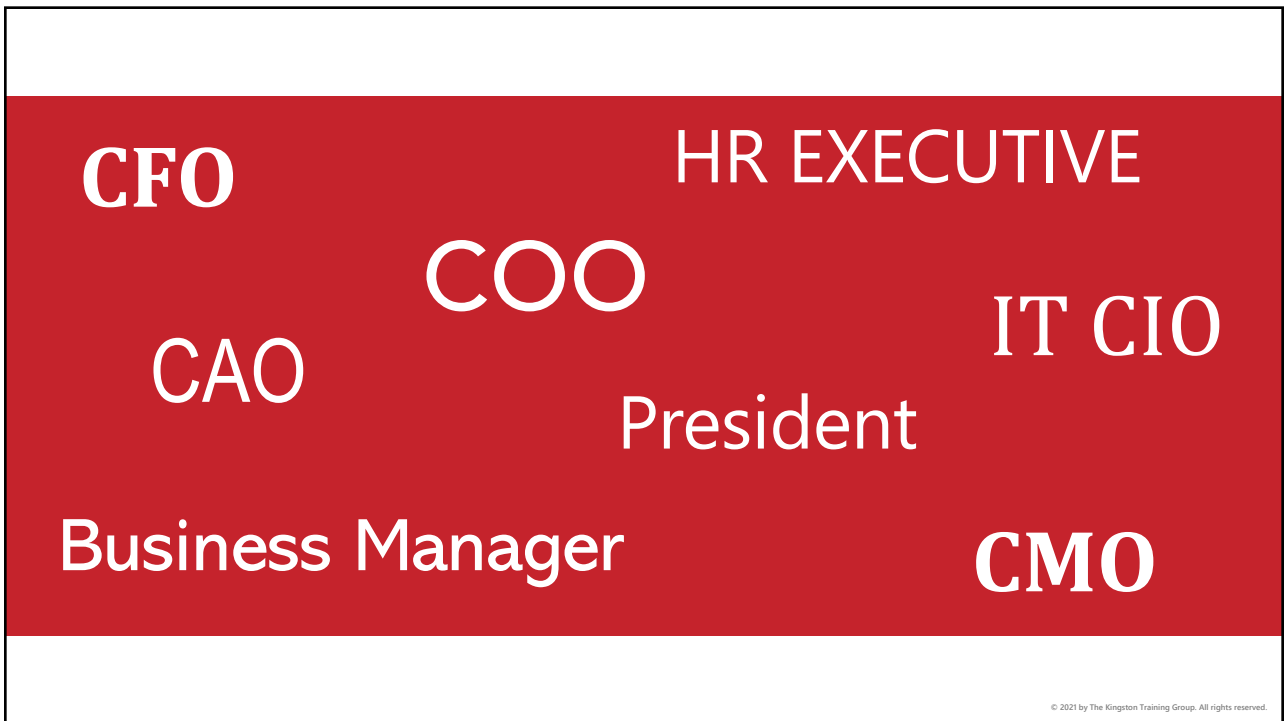 CFO
HR EXECUTIVE
COO
IT CIO
CAO
President
Business Manager
CMO
© 2021 by The Kingston Training Group. All rights reserved.